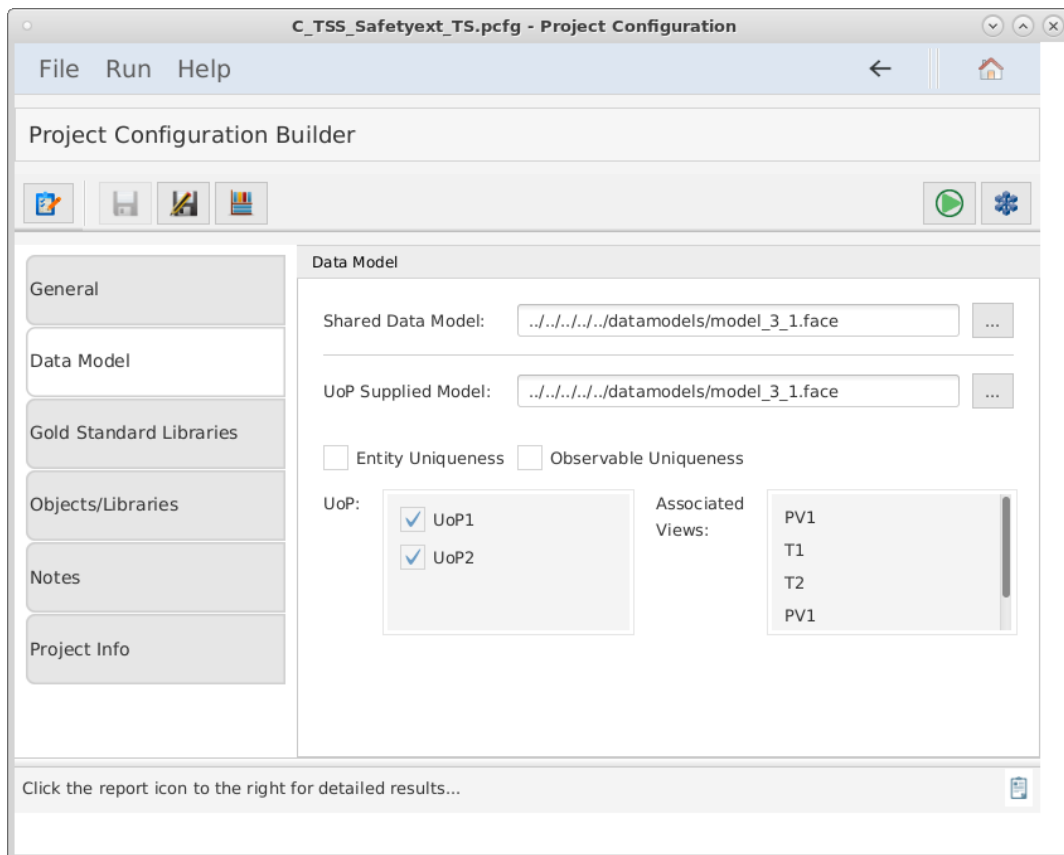 C_TSS_Safetyext_TS.pcfg - Project Configuration
File Run Help
Project Configuration Builder
General
Data Model
Gold Standard Libraries
Objects/Libraries
Notes
Project Info
Data Model
Shared Data Model: ../../../../../datamodels/model_3_1.face ...
UoP Supplied Model: ../../../../../datamodels/model_3_1.face ...
Entity Uniqueness Observable Uniqueness
UoP:
UoP1
UoP2
Associated
Views:
PV1
T1
T2
PV1
Click the report icon to the right for detailed results...